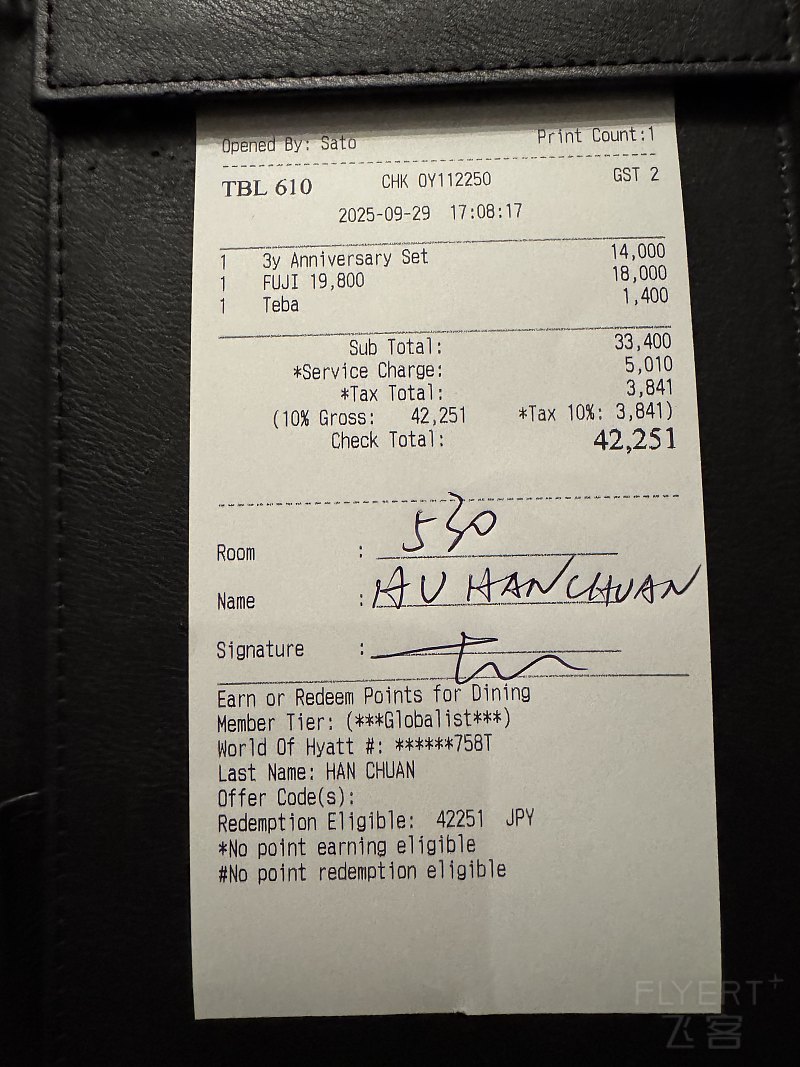 Opened By: Sato Print Count:1
TBL 610 CHK OY112250 GST 2
2025-09-29 17:08:17
1 3y Anniversary Set 14,000
1 FUJI 19,800 18,000
1 Teba 1,400
Sub Total: 33,400
*Service Charge: 5,010
*Tax Total: 3,841
(10% Gross: 42,251 *Tax 10%: 3,841)
Check Total: 42,251
Room : 530
Name : HU HANCHUAN
Signature :
Earn or Redeem Points for Dining
Member Tier: (***Globalist***)
World Of Hyatt #: ******758T
Last Name: HAN CHUAN
Offer Code(s):
Redemption Eligible: 42251 JPY
*No point earning eligible
#No point redemption eligible
FLYERT+
飞客